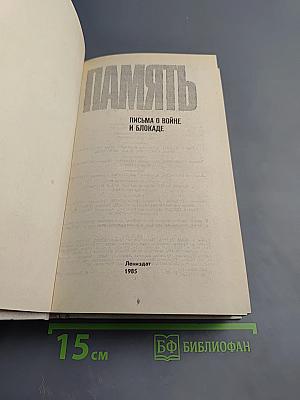 ПАМЯТЬ
ПИСЬМА О ВОЙНЕ
И БЛОКАДЕ
Лениздат
1985
15 см
БФ БИБЛИОФАН